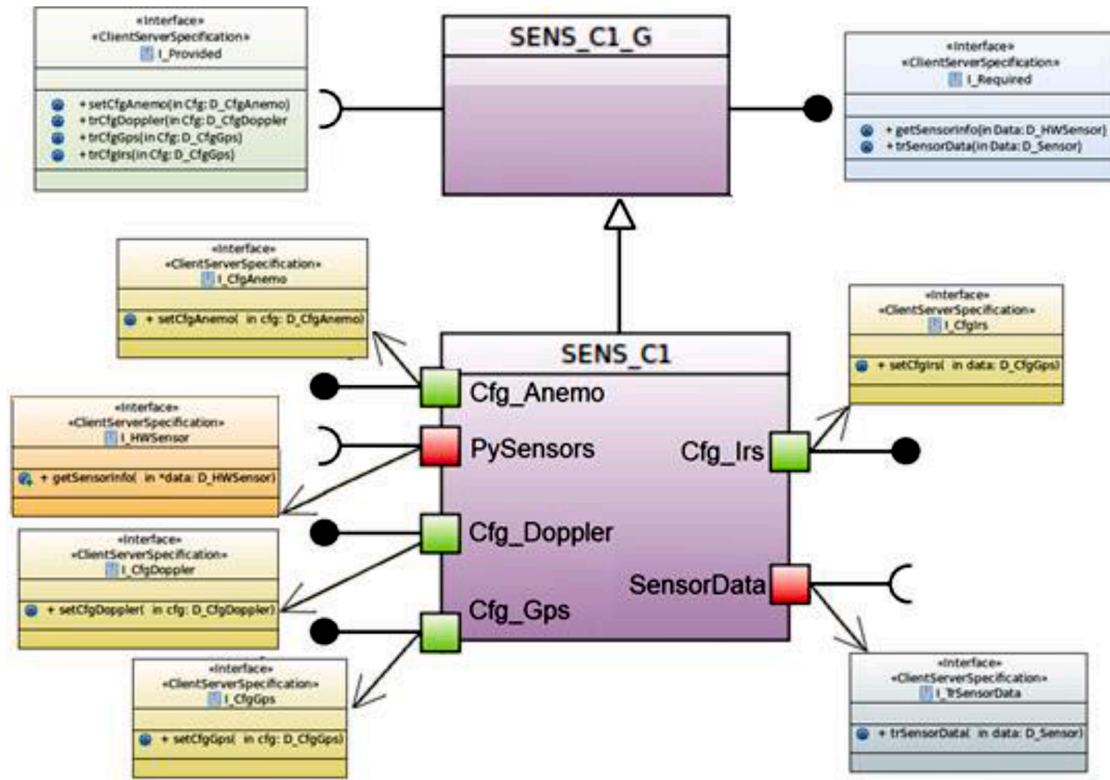 «Interface»
«ClientServerSpecification»
I_Provided
+ setCfgAnemo(in Cfg: D_CfgAnemo)
+ trCfgDoppler(in Cfg: D_CfgDoppler
+ trCfgGps(in Cfg: D_CfgGps)
+ trCfgIrs(in Cfg: D_CfgGps)
SENS_C1_G
«Interface»
«ClientServerSpecification»
I_Required
+ getSensorInfo(in Data: D_HWSensor)
+ trSensorData(in Data: D_Sensor)
«Interface»
«ClientServerSpecification»
I_CfgAnemo
+ setCfgAnemo( in cfg: D_CfgAnemo)
«Interface»
«ClientServerSpecification»
I_HWSensor
+ getSensorInfo( in *data: D_HWSensor)
«Interface»
«ClientServerSpecification»
I_CfgDoppler
+ setCfgDoppler( in cfg: D_CfgDoppler)
«Interface»
«ClientServerSpecification»
I_CfgGps
+ setCfgGps( in cfg: D_CfgGps)
SENS_C1
Cfg_Anemo
PySensors
Cfg_Irs
Cfg_Doppler
SensorData
Cfg_Gps
«Interface»
«ClientServerSpecification»
I_CfgIrs
+ setCfgIrs( in data: D_CfgGps)
«Interface»
«ClientServerSpecification»
I_TrSensorData
+ trSensorData( in data: D_Sensor)